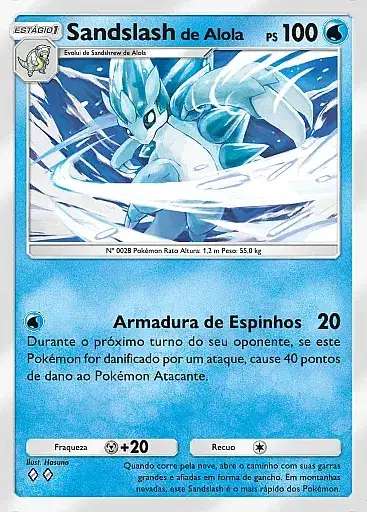 ESTÁGIO 1
Sandslash de Alola
PS 100
Evolui de Sandshrew de Alola
Nº 0028 Pokémon Rato Altura: 1,2 m Peso: 55,0 kg
Armadura de Espinhos 20
Durante o próximo turno do seu oponente, se este
Pokémon for danificado por um ataque, cause 40 pontos
de dano ao Pokémon Atacante.
Fraqueza +20
Recuo
Ilust. Hasuno
Quando corre pela neve, abre o caminho com suas garras
grandes e afiadas em forma de gancho. Em montanhas
nevadas, este Sandslash é o mais rápido dos Pokémon.